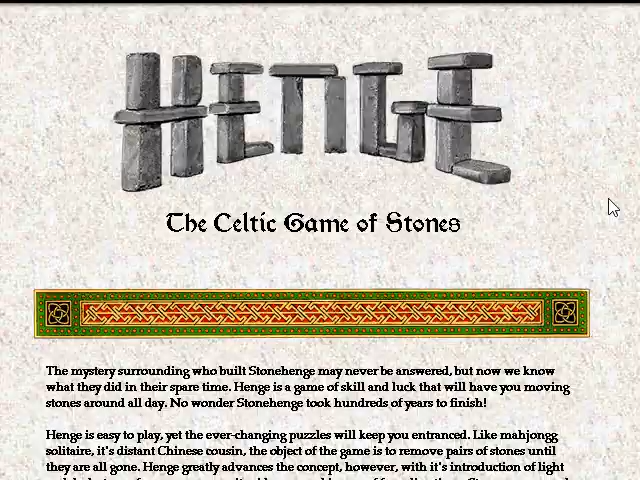 HENGE
The Celtic Game of Stones
The mystery surrounding who built Stonehenge may never be answered, but now we know
what they did in their spare time. Henge is a game of skill and luck that will have you moving
stones around all day. No wonder Stonehenge took hundreds of years to finish!
Henge is easy to play, yet the ever-changing puzzles will keep you entranced. Like mahjongg
solitaire, it's distant Chinese cousin, the object of the game is to remove pairs of stones until
they are all gone. Henge greatly advances the concept, however, with it's introduction of light